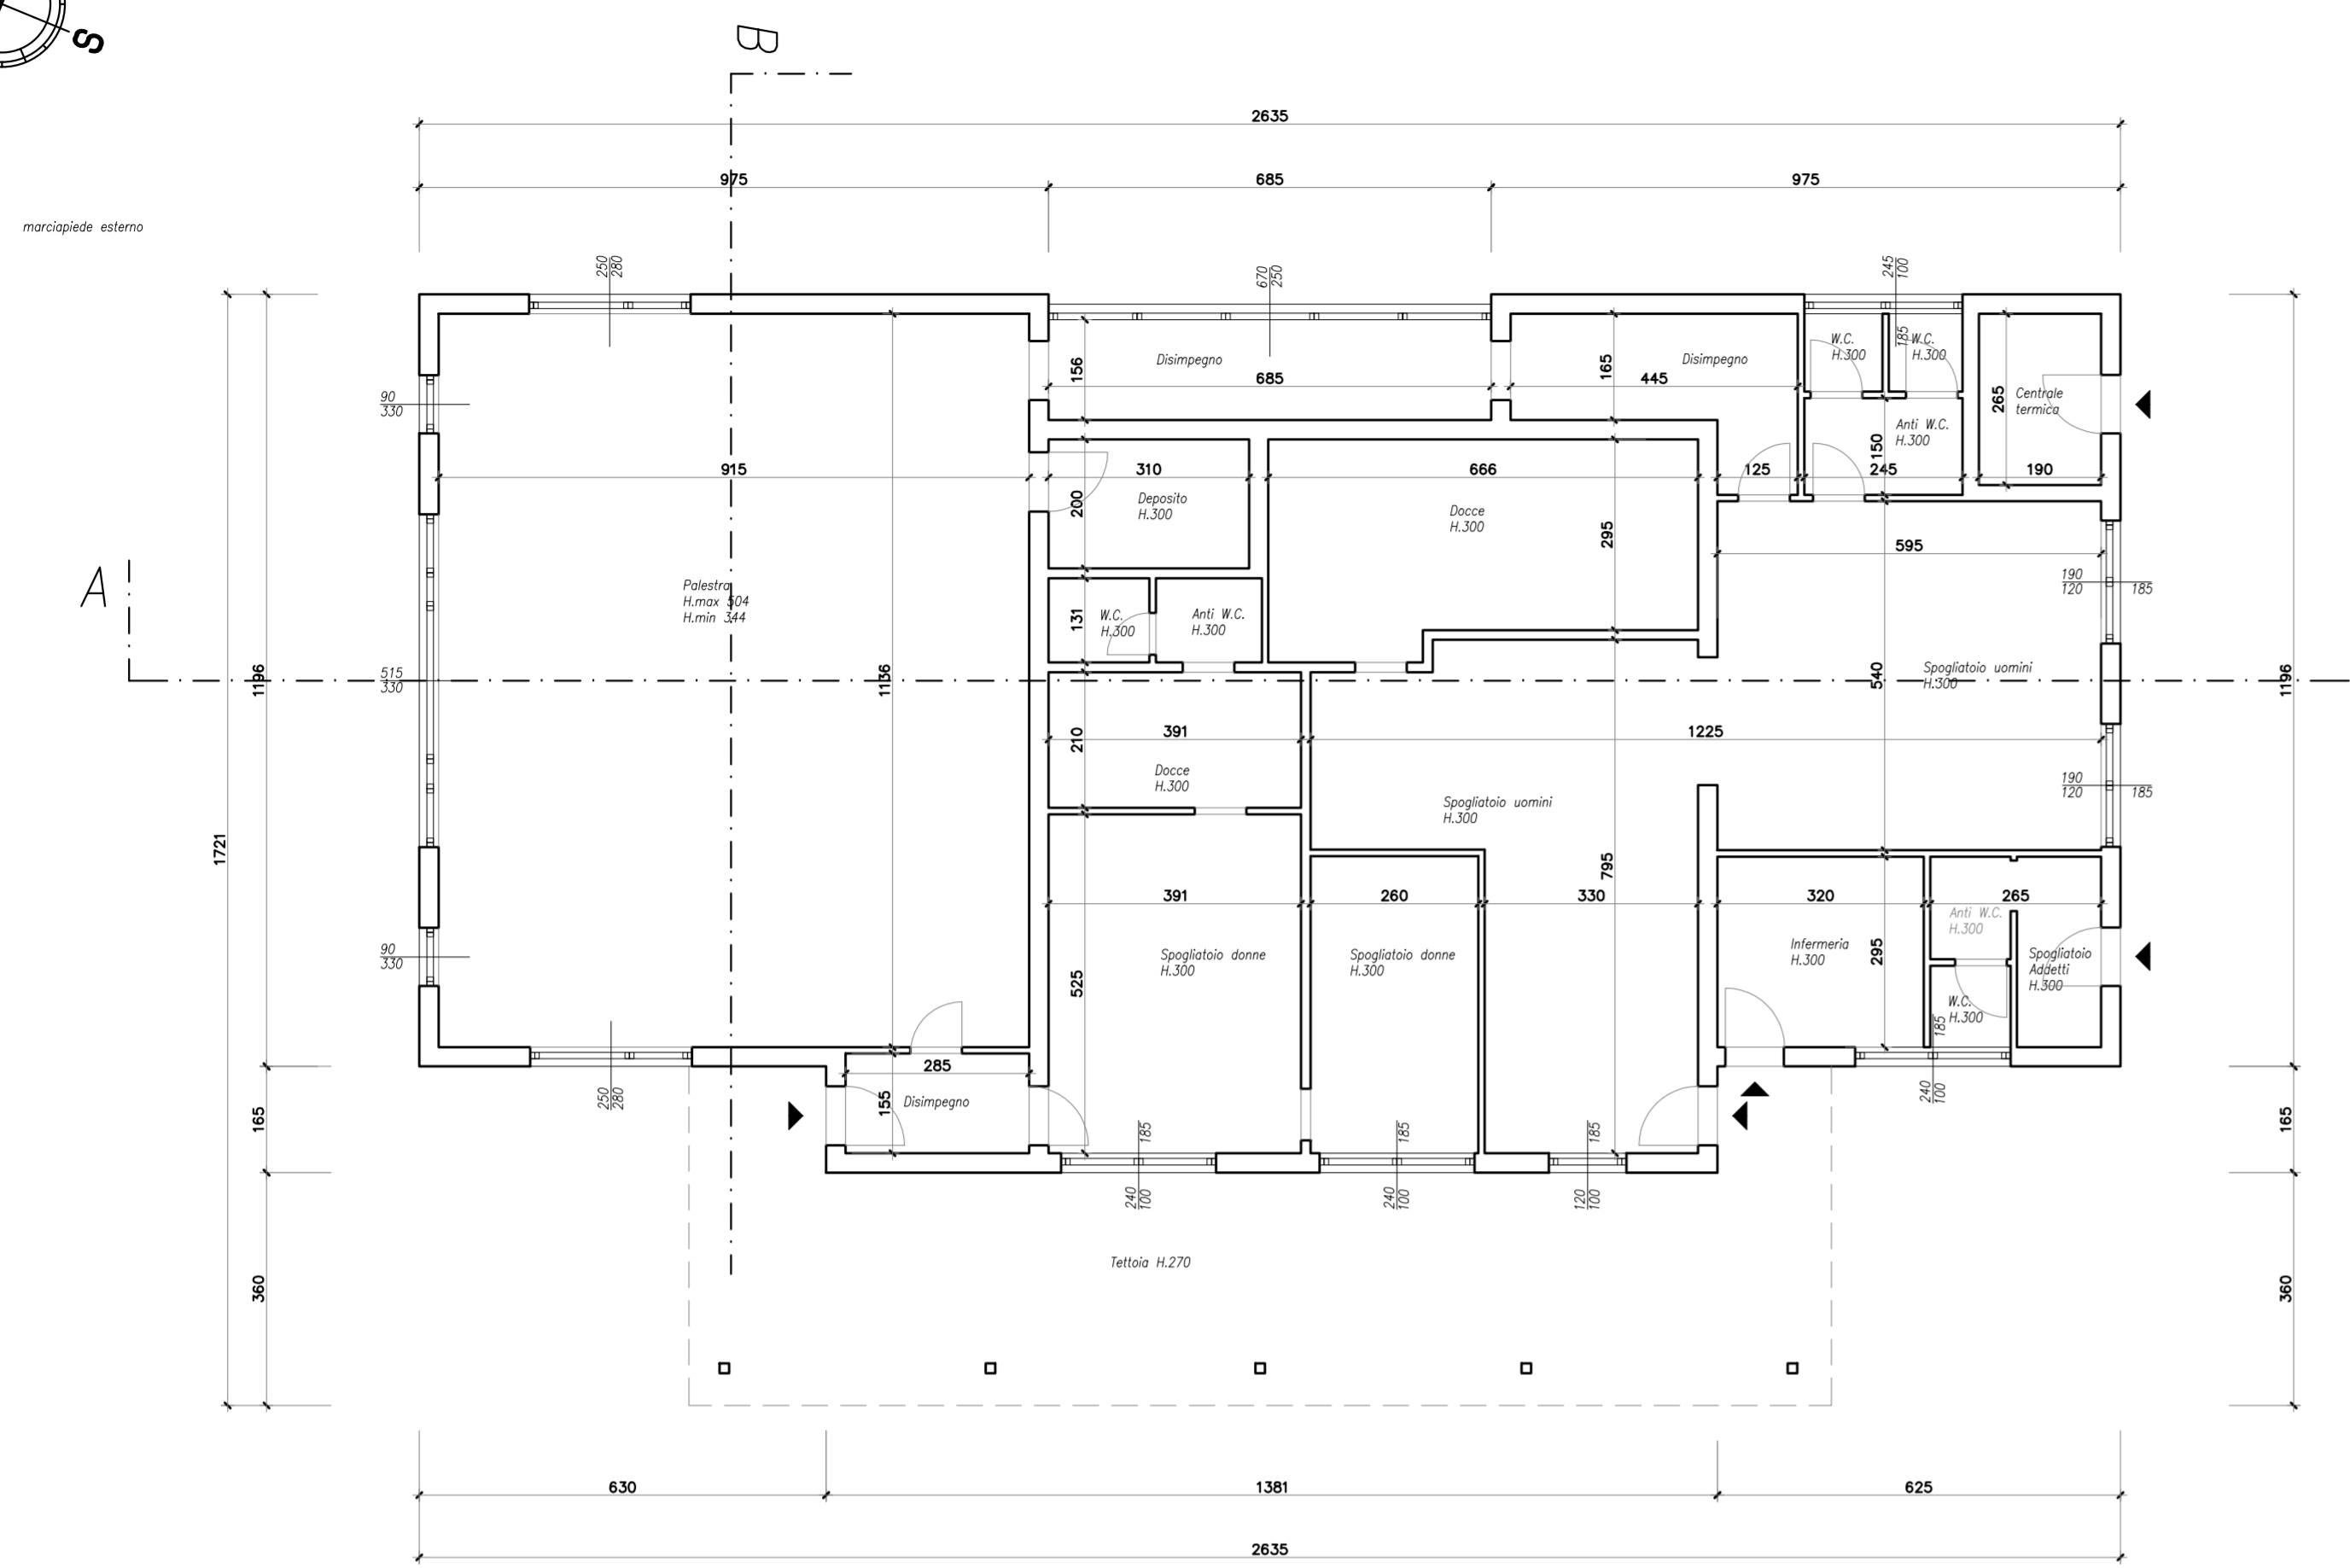 S
B
2635
975
685
975
marciapiede esterno
250
280
670
250
245
100
90
330
156
Disimpegno
685
165
Disimpegno
445
W.C.
H.300
185
W.C.
H.300
265
Centrale
termica
Anti W.C.
H.300
150
915
310
666
125
245
190
200
Deposito
H.300
Docce
H.300
295
595
A
Palestra
H.max 504
H.min 344
190
120
185
131
W.C.
H.300
Anti W.C.
H.300
1196
515
330
1136
540
Spogliatoio uomini
H.300
1196
210
391
1225
Docce
H.300
190
120
185
Spogliatoio uomini
H.300
1721
795
391
260
330
320
265
Anti W.C.
H.300
90
330
525
Spogliatoio donne
H.300
Spogliatoio donne
H.300
Infermeria
H.300
295
Spogliatoio
Addetti
H.300
W.C.
H.300
185
285
155
Disimpegno
250
280
240
100
165
165
185
185
185
240
100
240
100
120
100
Tettoia H.270
360
360
630
1381
625
2635